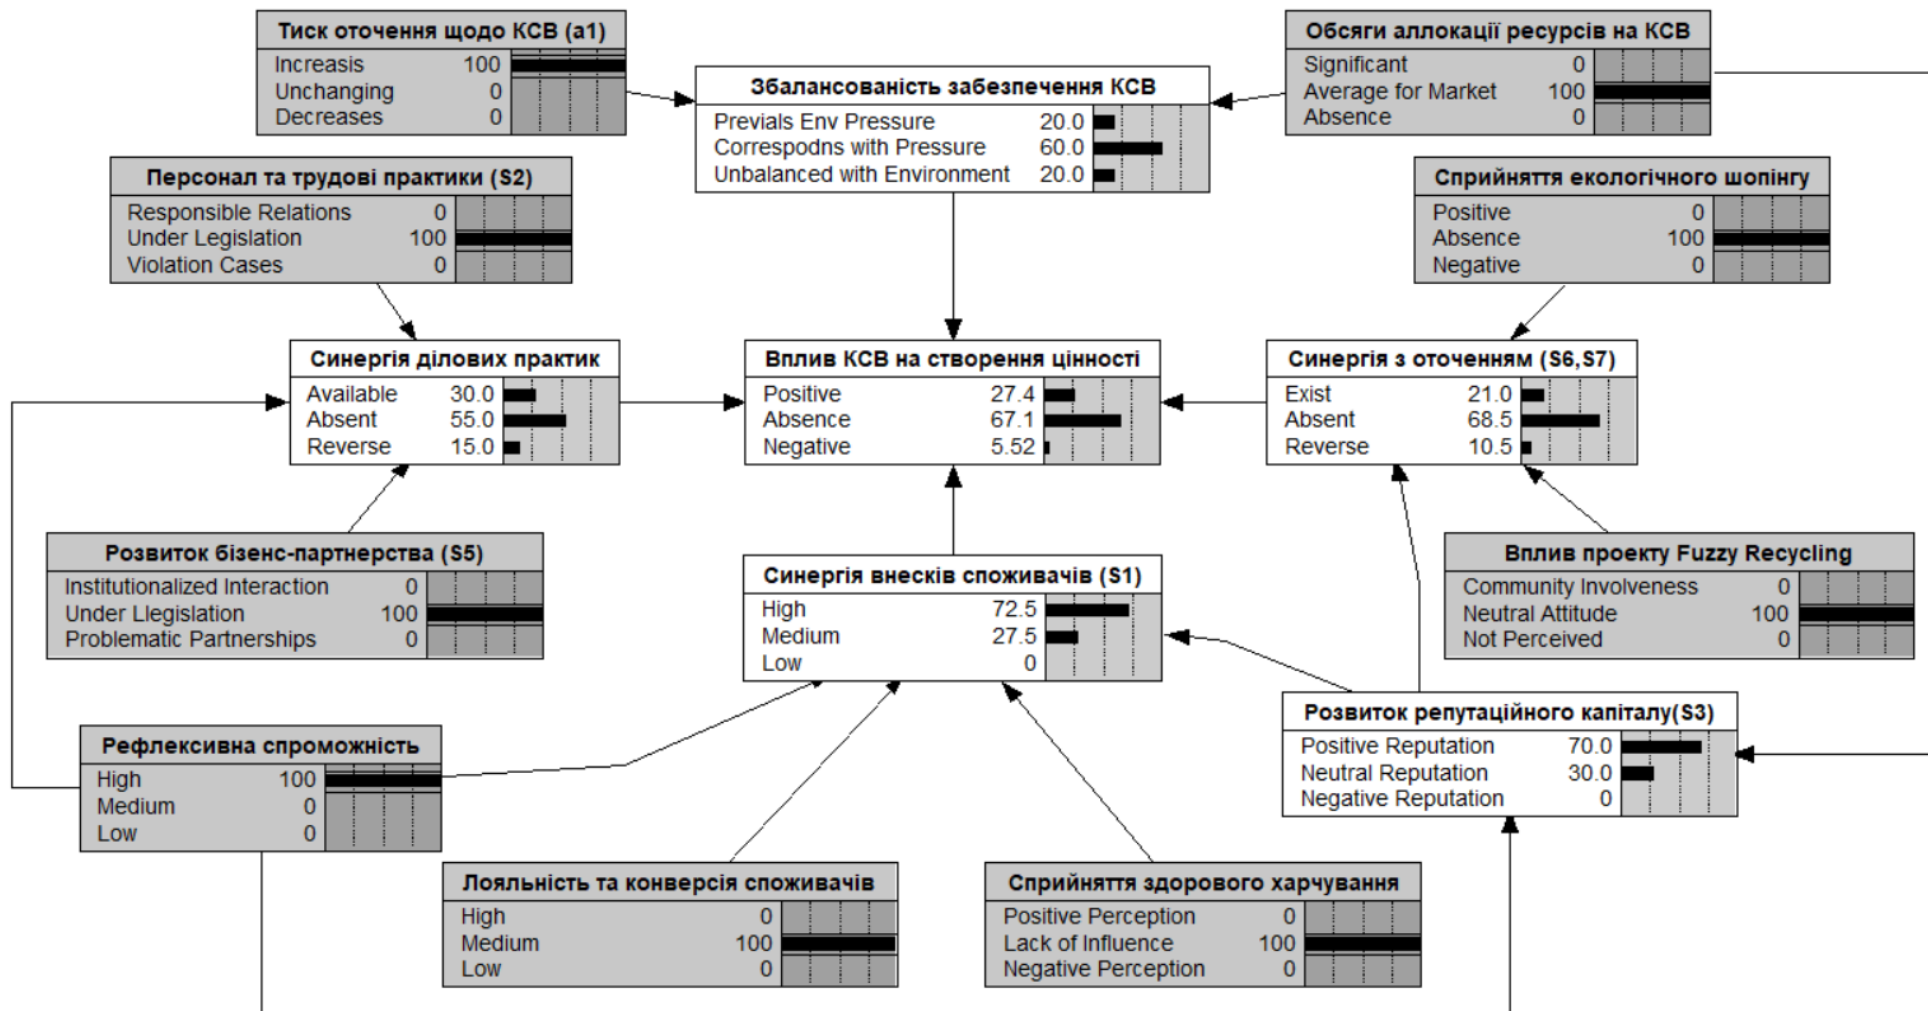 Тиск оточення щодо КСВ (a1)
Increasis 100
Unchanging 0
Decreases 0
Обсяги аллокації ресурсів на КСВ
Significant 0
Average for Market 100
Absence 0
Збалансованість забезпечення КСВ
Previals Env Pressure 20.0
Correspodns with Pressure 60.0
Unbalanced with Environment 20.0
Персонал та трудові практики (S2)
Responsible Relations 0
Under Legislation 100
Violation Cases 0
Сприйняття екологічного шопінгу
Positive 0
Absence 100
Negative 0
Синергія ділових практик
Available 30.0
Absent 55.0
Reverse 15.0
Вплив КСВ на створення цінності
Positive 27.4
Absence 67.1
Negative 5.52
Синергія з оточенням (S6,S7)
Exist 21.0
Absent 68.5
Reverse 10.5
Розвиток бізенс-партнерства (S5)
Institutionalized Interaction 0
Under Llegislation 100
Problematic Partnerships 0
Синергія внесків споживачів (S1)
High 72.5
Medium 27.5
Low 0
Вплив проекту Fuzzy Recycling
Community Involveness 0
Neutral Attitude 100
Not Perceived 0
Розвиток репутаційного капіталу(S3)
Positive Reputation 70.0
Neutral Reputation 30.0
Negative Reputation 0
Рефлексивна спроможність
High 100
Medium 0
Low 0
Лояльність та конверсія споживачів
High 0
Medium 100
Low 0
Сприйняття здорового харчування
Positive Perception 0
Lack of Influence 100
Negative Perception 0